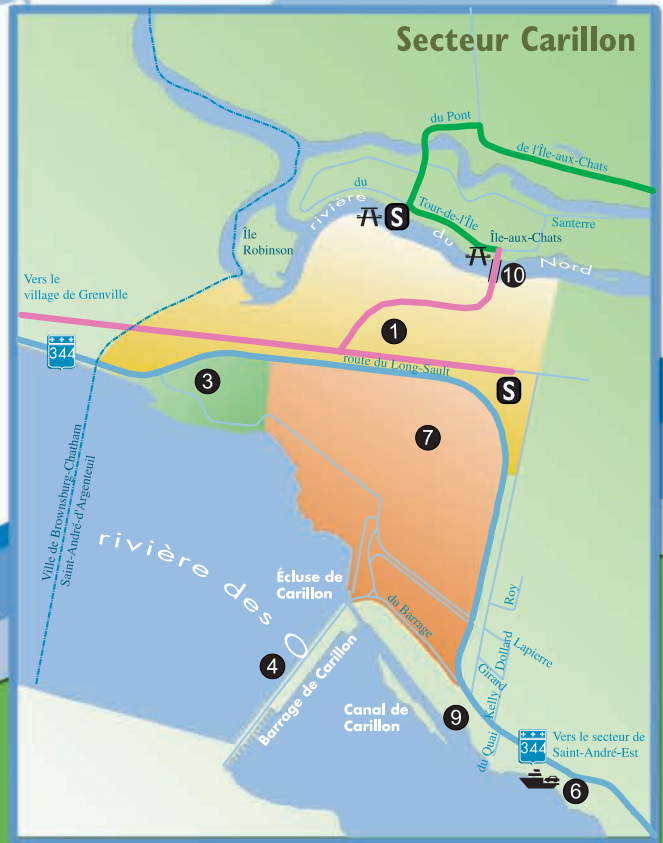 Secteur Carillon
du Pont
de l'Île-aux-Chats
du
rivière
du
Nord
S
Tour-de-l'Île
Santerre
Île-aux-Chats
10
Île
Robinson
Vers le
village de Grenville
1
344
route du Long-Sault
3
S
7
Ville de Brownsburg-Chatham
Saint-André-d'Argenteuil
rivière des
Écluse de
Carillon
du Barrage
Roy
Lapierre
Dollard
Girard
Kelly
du Quai
4
Barrage de Carillon
Canal de
Carillon
9
344
Vers le secteur de
Saint-André-Est
6